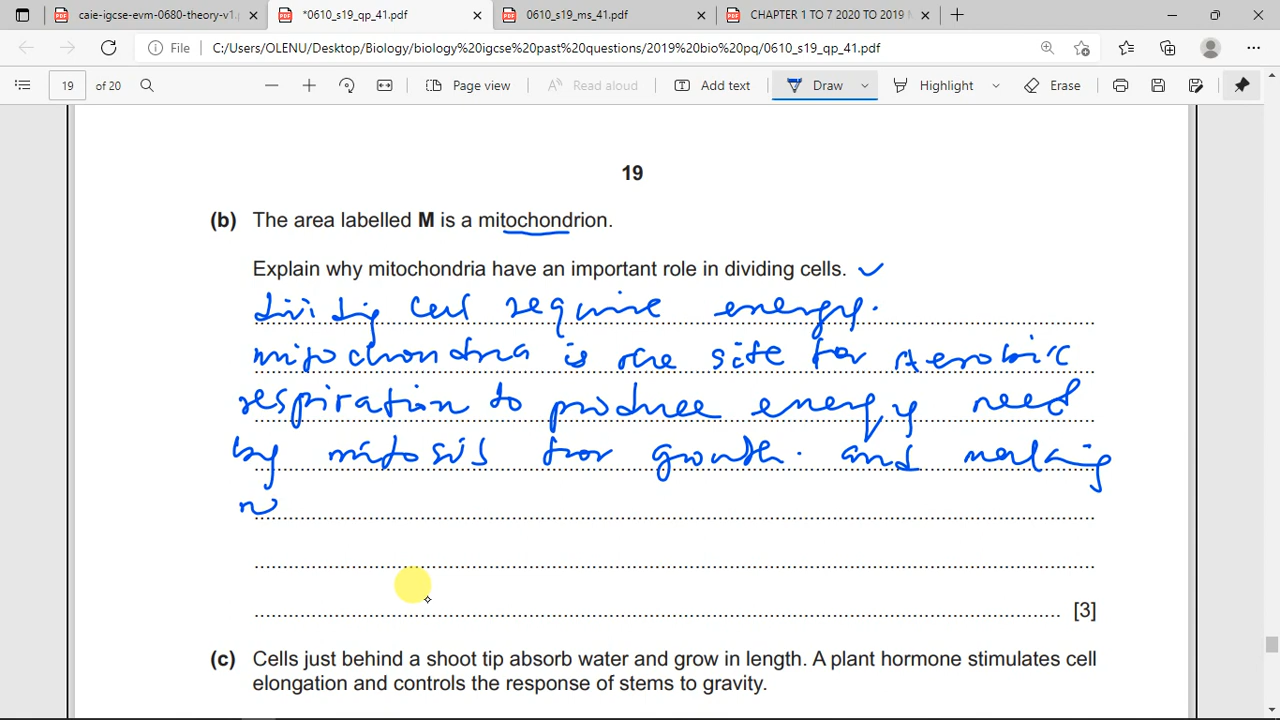 caie-igcse-evm-0680-theory-v1.
*0610_s19_qp_41.pdf
0610_s19_ms_41.pdf
CHAPTER 1 TO 7 2020 TO 2019
File C:/Users/OLENU/Desktop/Biology/biology%20igcse%20past%20questions/2019%20bio%20pq/0610_s19_qp_41.pdf
19 of 20 Page view Read aloud Add text Draw Highlight Erase
19
(b) The area labelled M is a mitochondrion.
Explain why mitochondria have an important role in dividing cells.
dividing cell require energy.
mitochondria is the site for Aerobic
respiration to produce energy need
by mitosis for growth. and making
n
[3]
(c) Cells just behind a shoot tip absorb water and grow in length. A plant hormone stimulates cell
elongation and controls the response of stems to gravity.